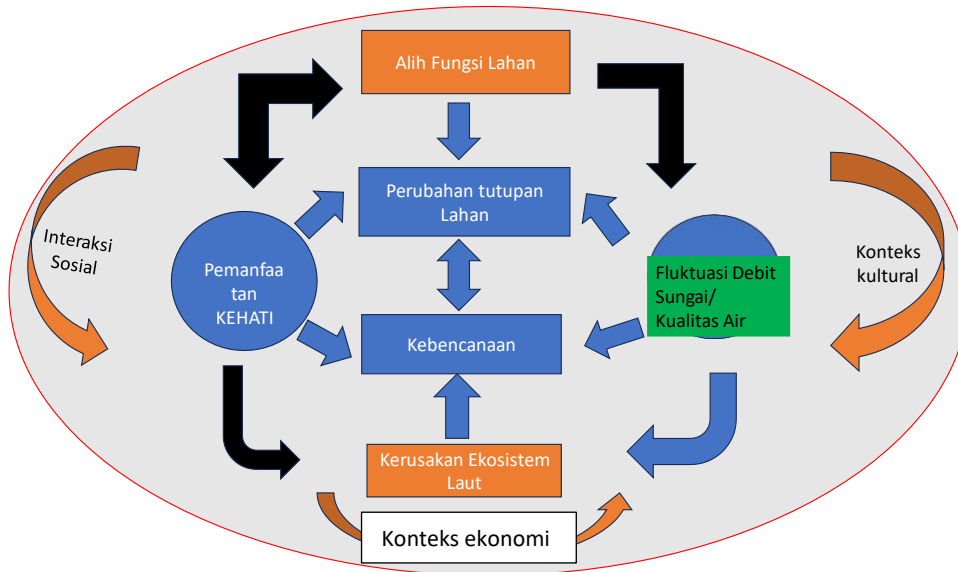 Alih Fungsi Lahan
Perubahan tutupan
Lahan
Interaksi
Sosial
Pemanfaa
tan
KEHATI
Fluktuasi Debit
Sungai/
Kualitas Air
Konteks
kultural
Kebencanaan
Kerusakan Ekosistem
Laut
Konteks ekonomi